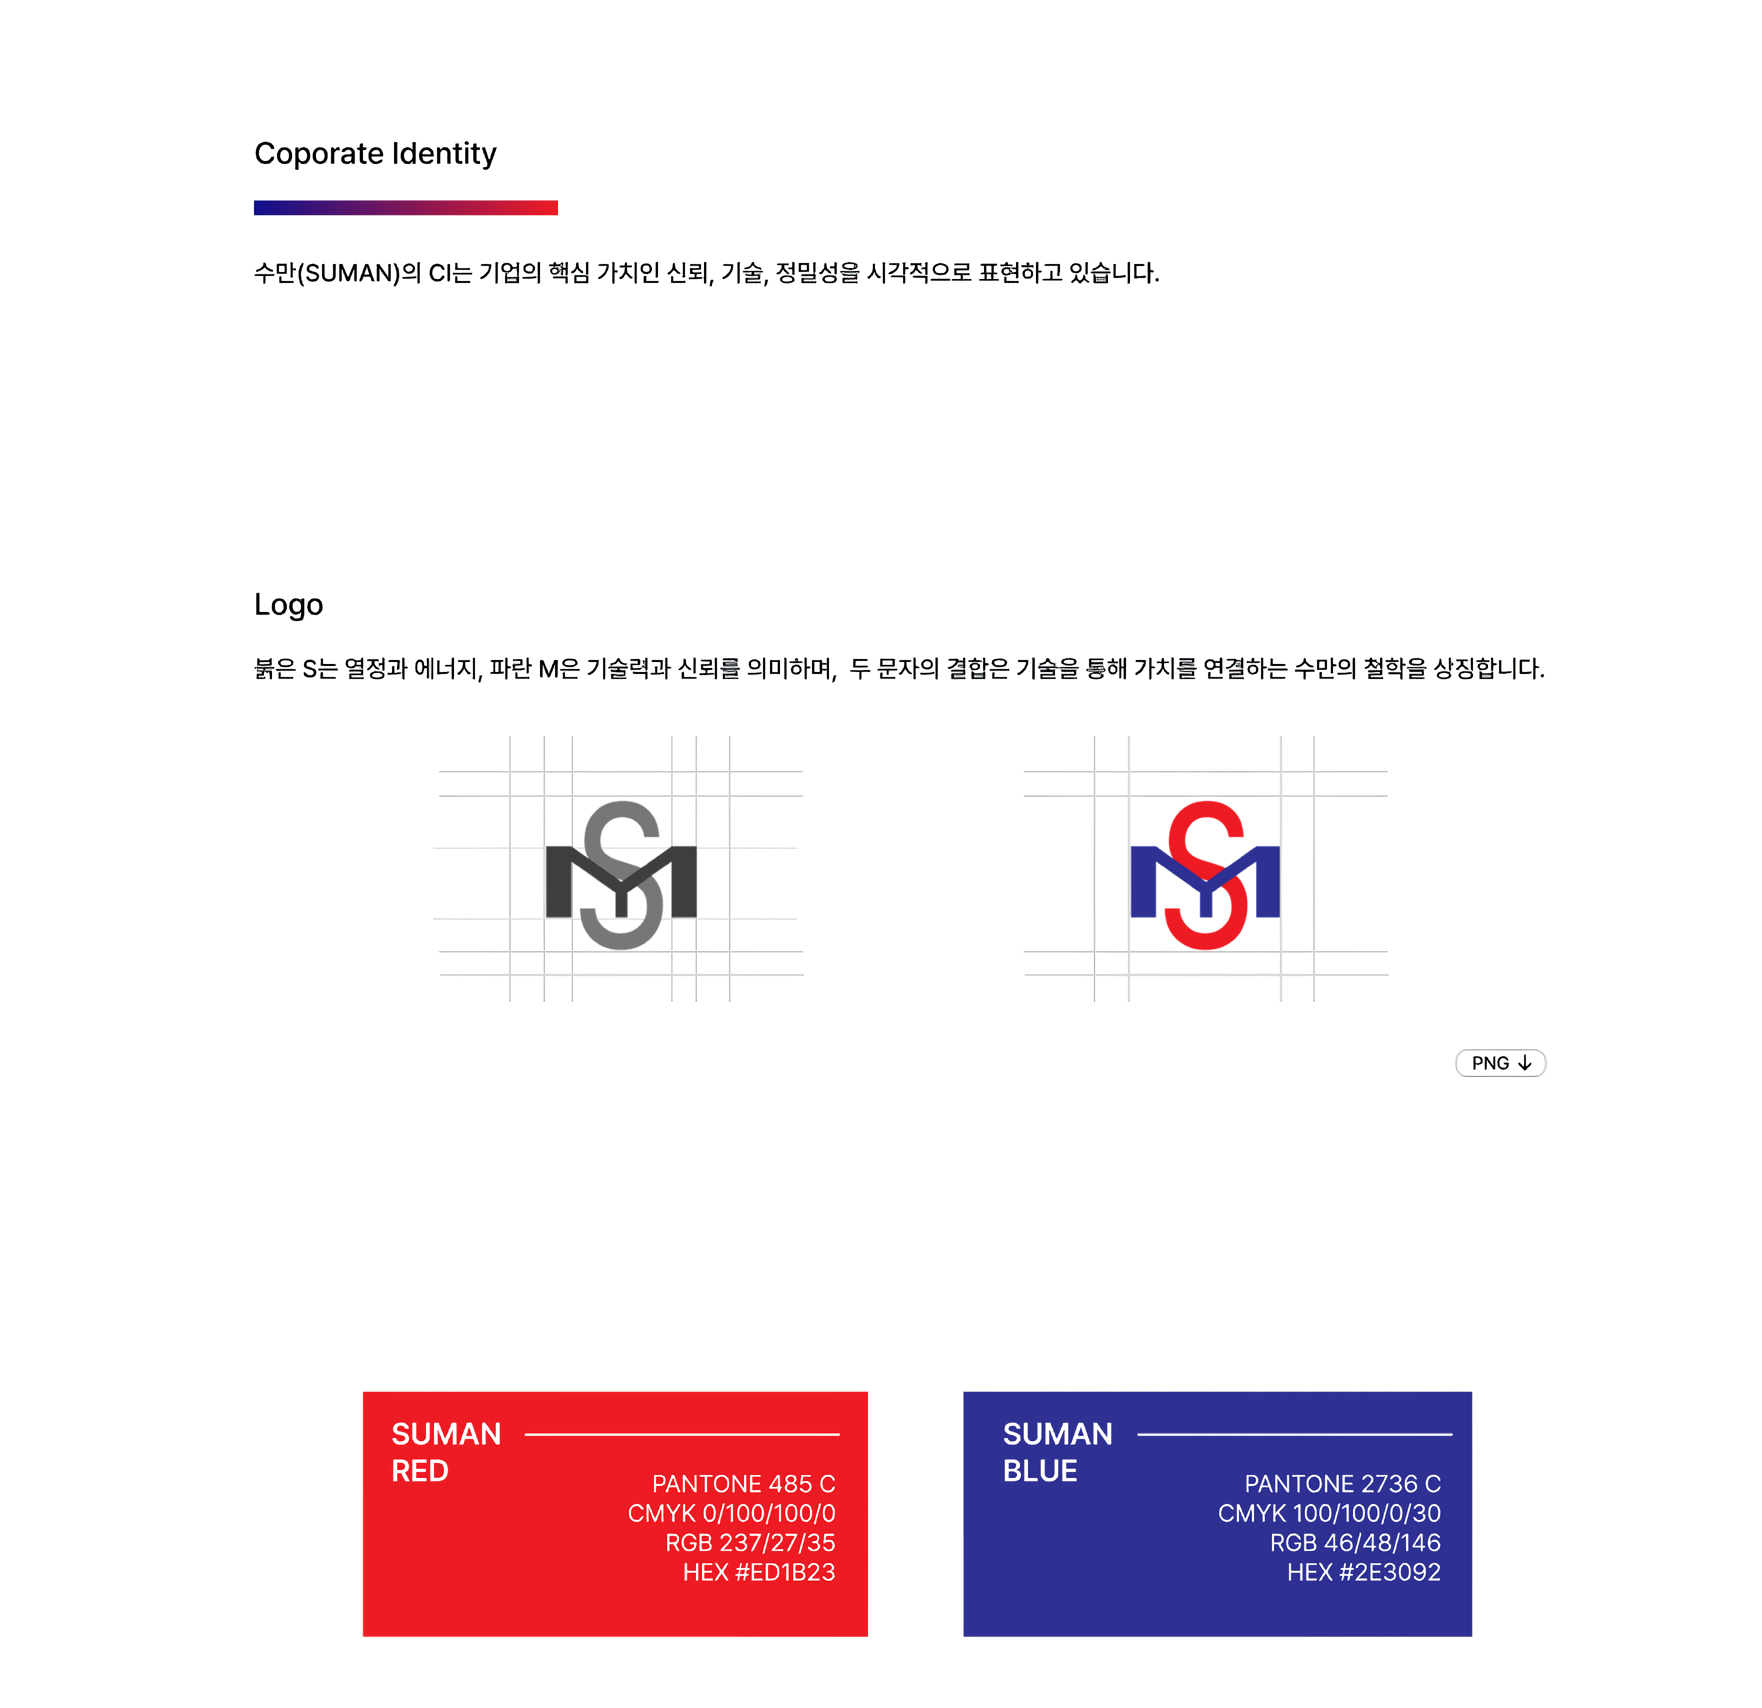 Coporate Identity
수만(SUMAN)의 CI는 기업의 핵심 가치인 신뢰, 기술, 정밀성을 시각적으로 표현하고 있습니다.
Logo
붉은 S는 열정과 에너지, 파란 M은 기술력과 신뢰를 의미하며, 두 문자의 결합은 기술을 통해 가치를 연결하는 수만의 철학을 상징합니다.
SM
SM
PNG ↓
SUMAN
RED
PANTONE 485 C
CMYK 0/100/100/0
RGB 237/27/35
HEX #ED1B23
SUMAN
BLUE
PANTONE 2736 C
CMYK 100/100/0/30
RGB 46/48/146
HEX #2E3092